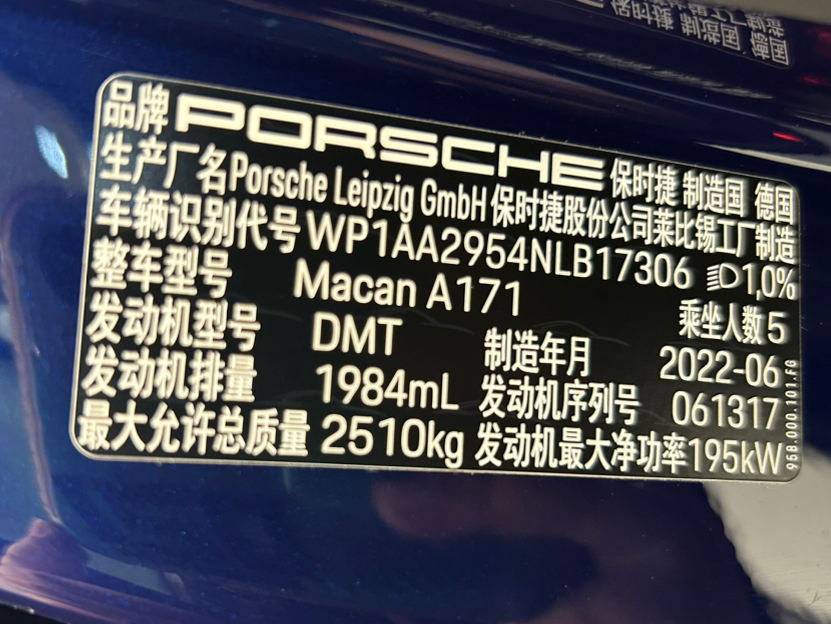 品牌 PORSCHE 保时捷 制造国 德国
生产厂名 Porsche Leipzig GmbH 保时捷股份公司莱比锡工厂制造
车辆识别代号 WP1AA2954NLB17306 1,0%
整车型号 Macan A171 乘坐人数 5
发动机型号 DMT 制造年月 2022-06
发动机排量 1984mL 发动机序列号 061317
最大允许总质量 2510kg 发动机最大净功率 195kW
958.000.101.FG